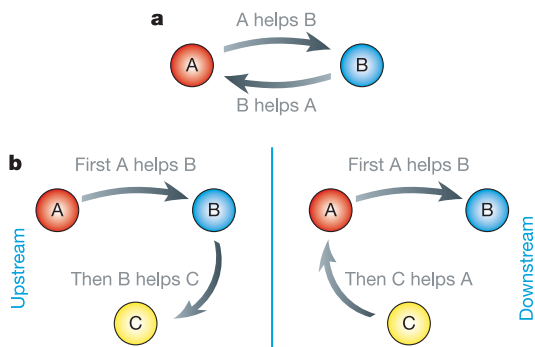 a
A helps B
A
B
B helps A
b
First A helps B
A
B
Then B helps C
C
Upstream
First A helps B
A
B
Then C helps A
C
Downstream